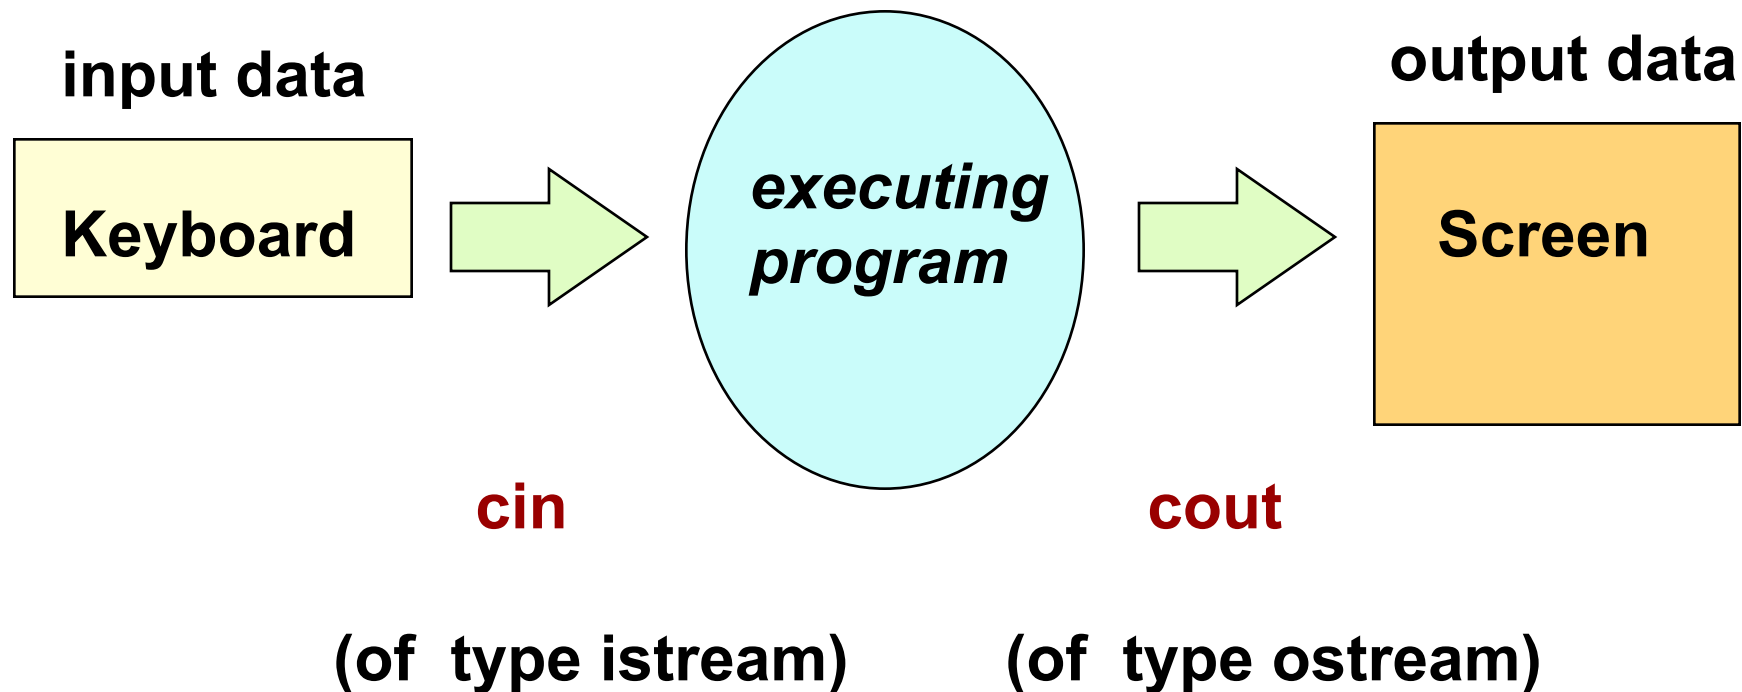 input data
output data
Keyboard
executing
program
Screen
cin
cout
(of type istream)
(of type ostream)